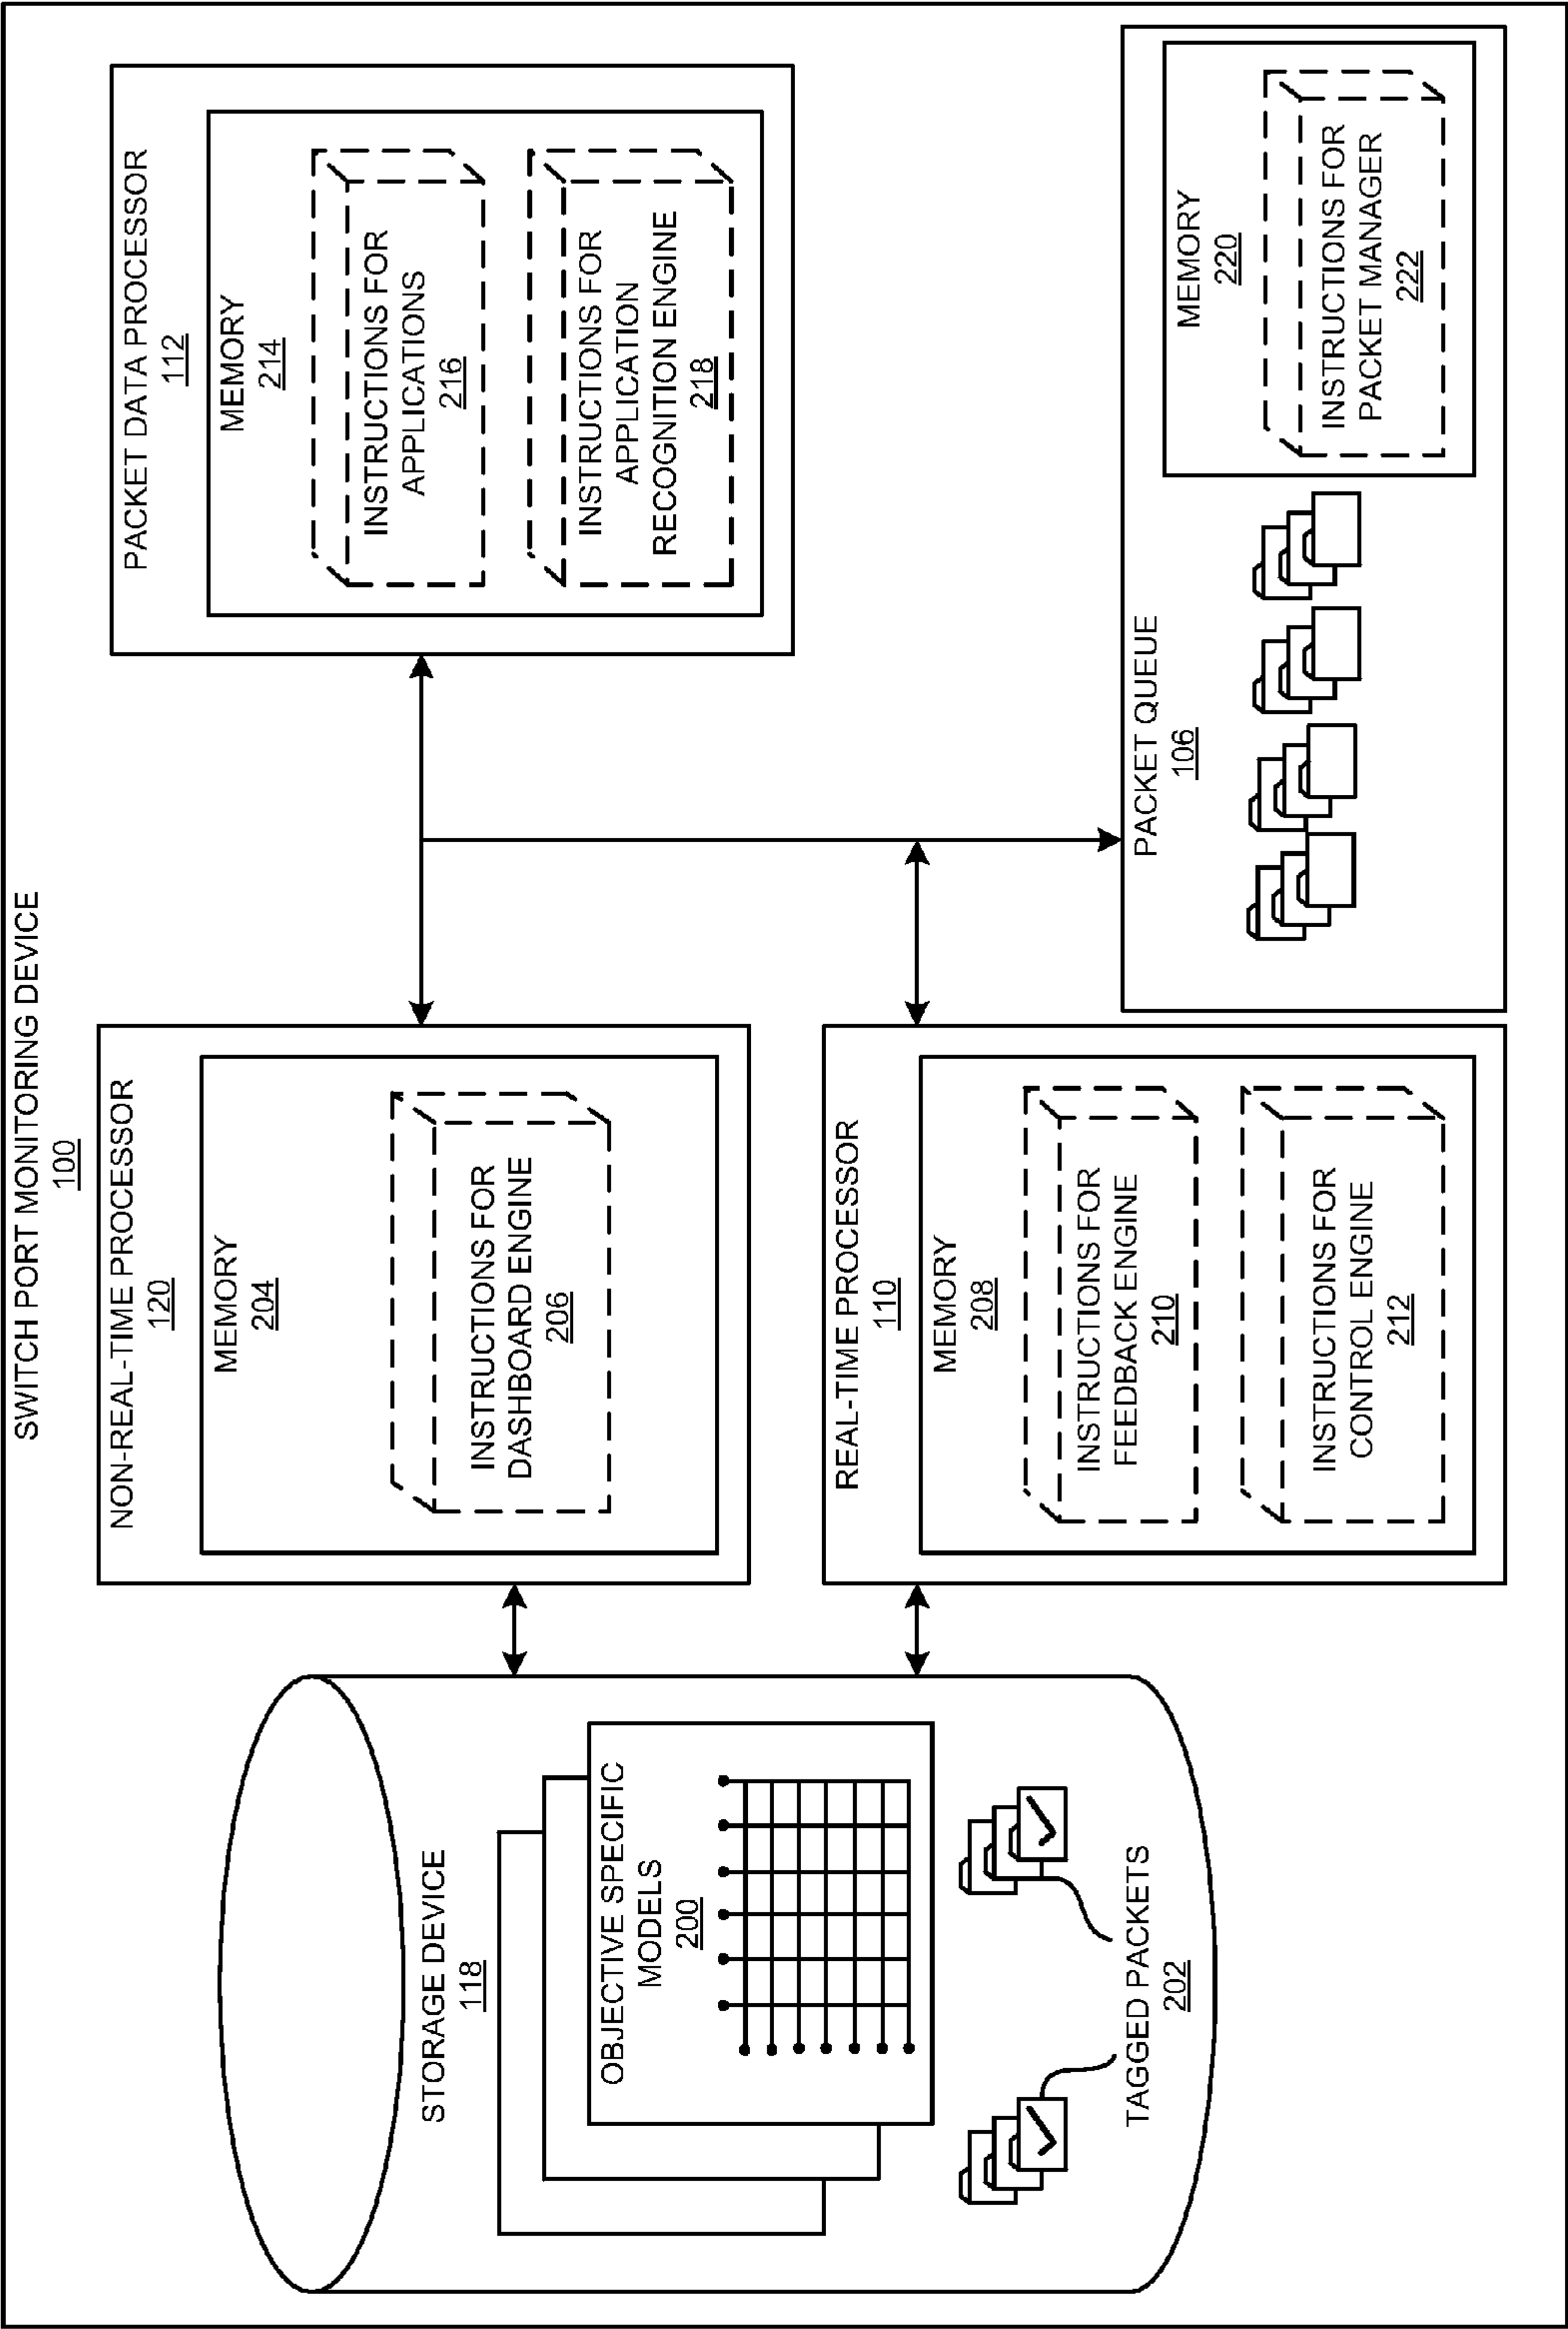 SWITCH PORT MONITORING DEVICE
100
STORAGE DEVICE
118
OBJECTIVE SPECIFIC
MODELS
200
TAGGED PACKETS
202
NON-REAL-TIME PROCESSOR
120
MEMORY
204
INSTRUCTIONS FOR
DASHBOARD ENGINE
206
REAL-TIME PROCESSOR
110
MEMORY
208
INSTRUCTIONS FOR
FEEDBACK ENGINE
210
INSTRUCTIONS FOR
CONTROL ENGINE
212
PACKET DATA PROCESSOR
112
MEMORY
214
INSTRUCTIONS FOR
APPLICATIONS
216
INSTRUCTIONS FOR
APPLICATION
RECOGNITION ENGINE
218
PACKET QUEUE
106
MEMORY
220
INSTRUCTIONS FOR
PACKET MANAGER
222